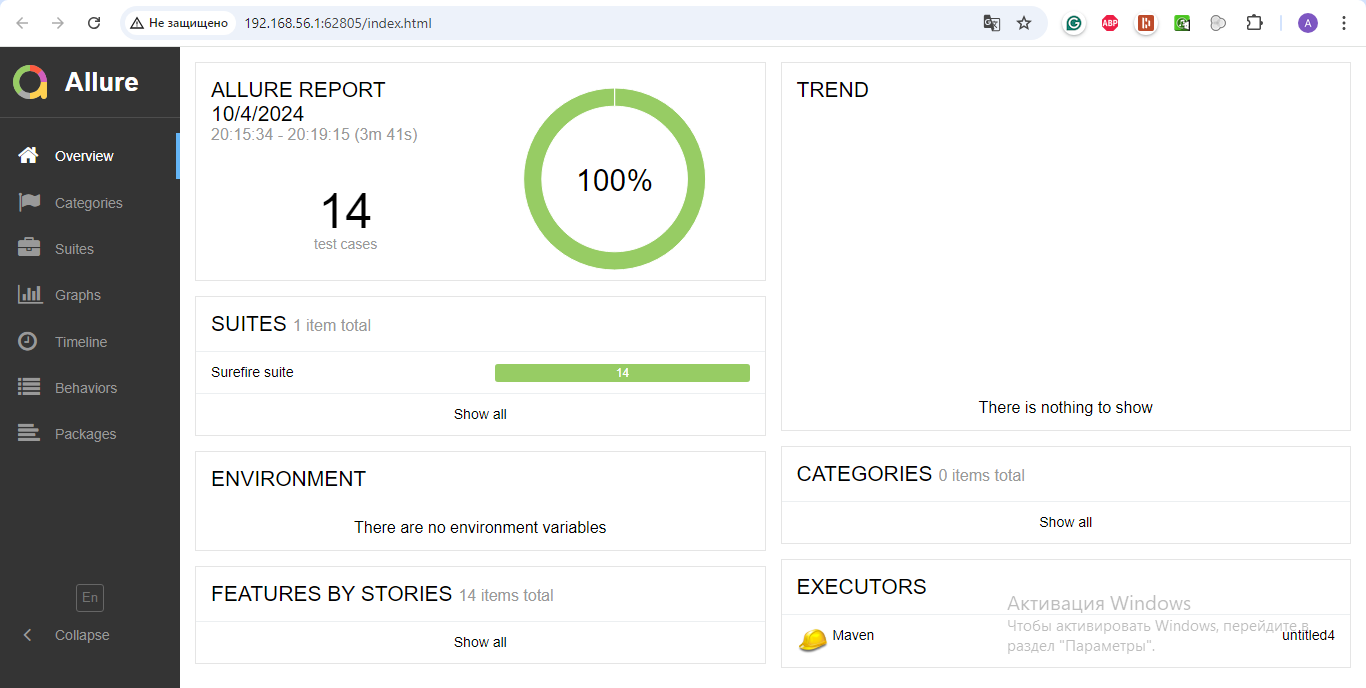 Не защищено
192.168.56.1:62805/index.html
ABP
A
Allure
Overview
Categories
Suites
Graphs
Timeline
Behaviors
Packages
En
Collapse
ALLURE REPORT
10/4/2024
20:15:34 - 20:19:15 (3m 41s)
14
test cases
100%
SUITES 1 item total
Surefire suite 14
Show all
ENVIRONMENT
There are no environment variables
FEATURES BY STORIES 14 items total
Show all
TREND
There is nothing to show
CATEGORIES 0 items total
Show all
EXECUTORS
Maven untitled4
Активация Windows
Чтобы активировать Windows, перейдите в
раздел "Параметры".